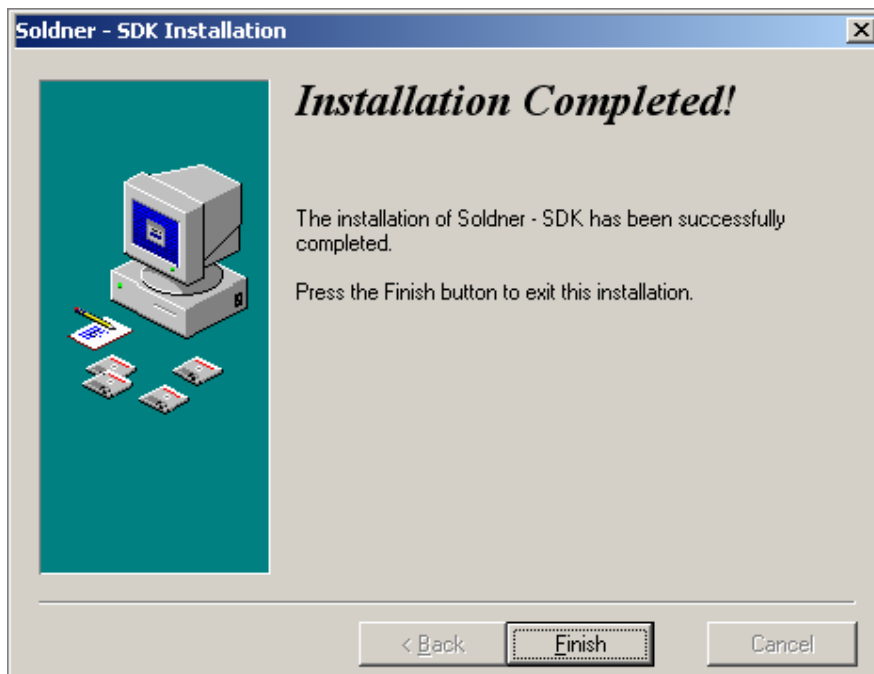 Soldner - SDK Installation
Installation Completed!
The installation of Soldner - SDK has been successfully
completed.
Press the Finish button to exit this installation.
< Back Finish Cancel